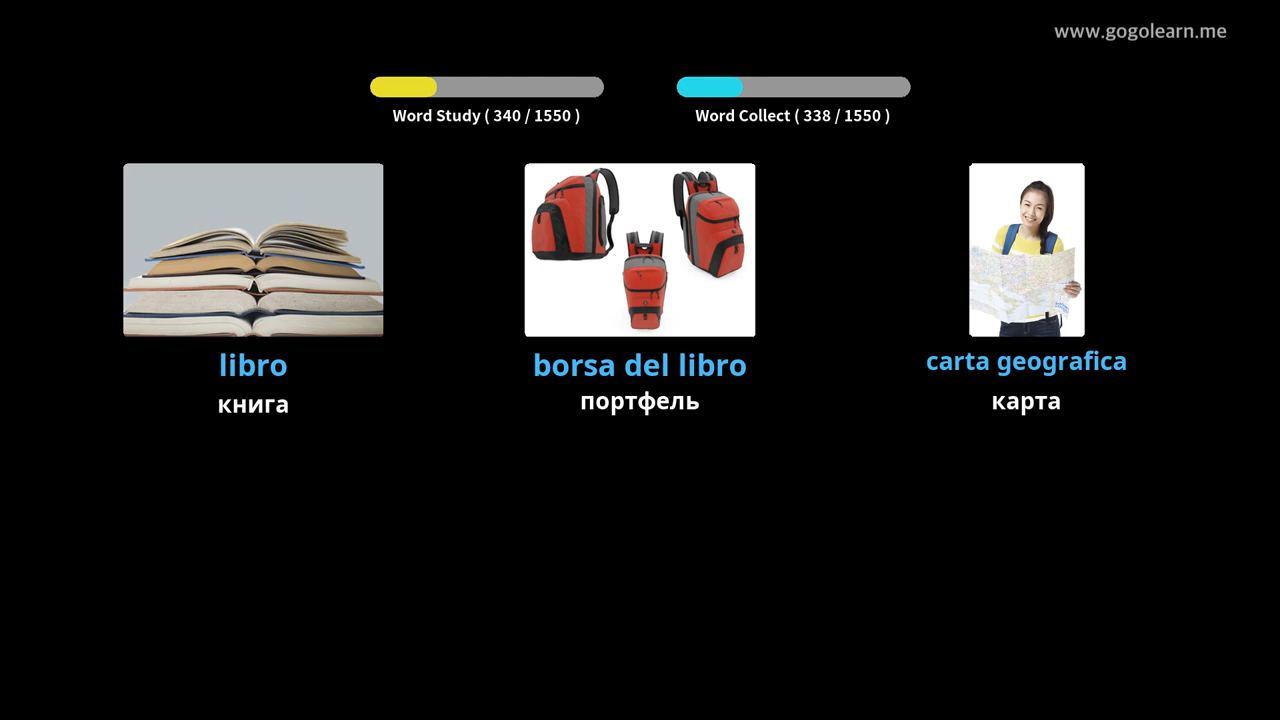 www.gogolearn.me
Word Study ( 340 / 1550 )
Word Collect ( 338 / 1550 )
libro
книга
borsa del libro
портфель
carta geografica
карта